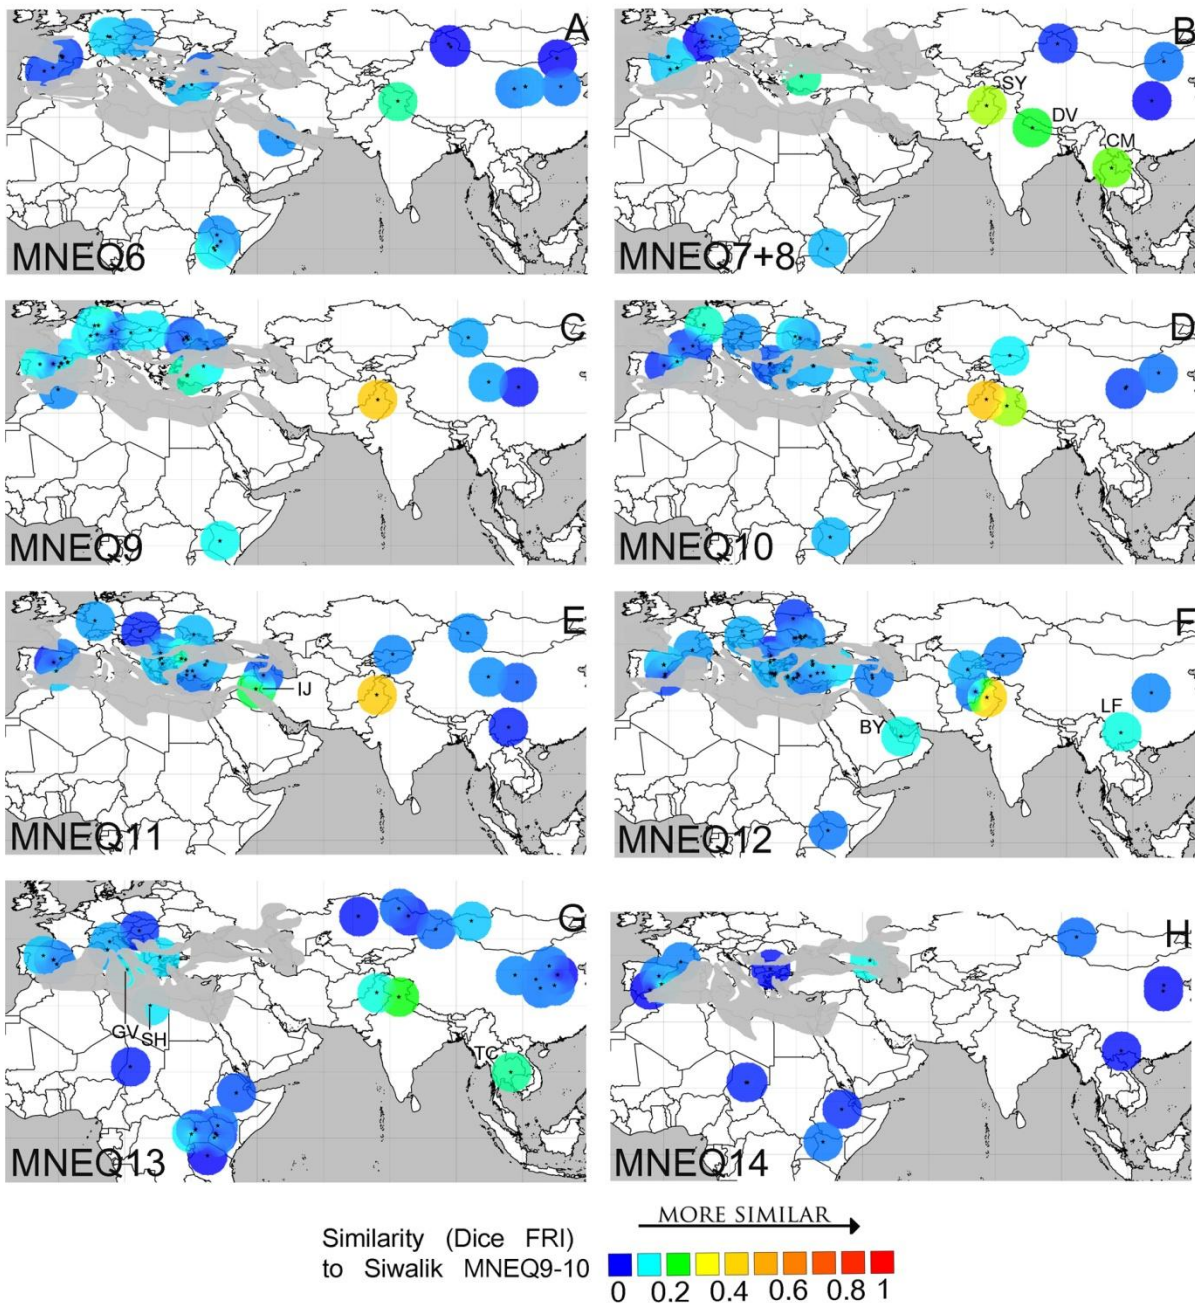 A
MNEQ6
B
SY
DV
CM
MNEQ7+8
C
MNEQ9
D
MNEQ10
E
IJ
MNEQ11
F
BY
LF
MNEQ12
G
GV
SH
TC
MNEQ13
H
MNEQ14
MORE SIMILAR
Similarity (Dice FRI)
to Siwalik MNEQ9-10
0 0.2 0.4 0.6 0.8 1